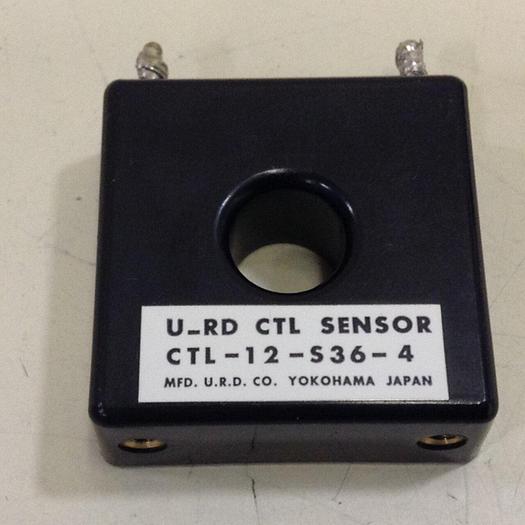 U_RD CTL SENSOR
CTL-12-S36-4
MFD. U.R.D. CO. YOKOHAMA JAPAN